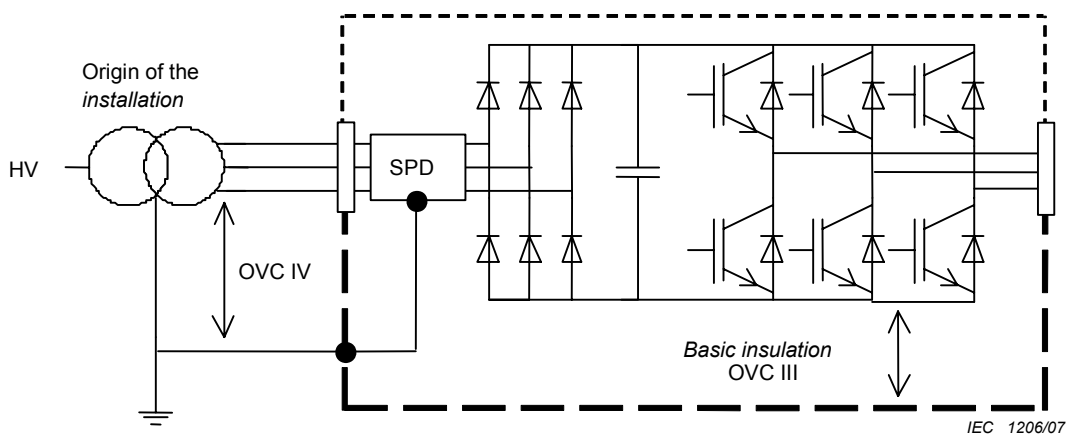 Origin of the
installation
HV
SPD
OVC IV
Basic insulation
OVC III
IEC 1206/07